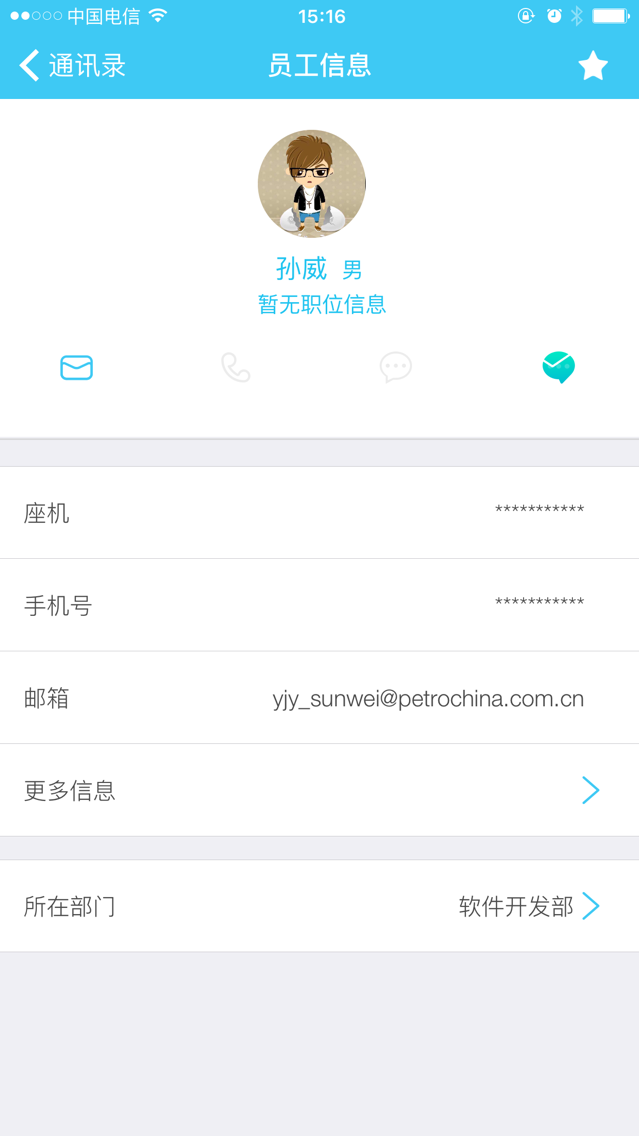 中国电信 15:16
通讯录 员工信息
孙威 男
暂无职位信息
座机 ***********
手机号 ***********
邮箱 yjy_sunwei@petrochina.com.cn
更多信息
所在部门 软件开发部